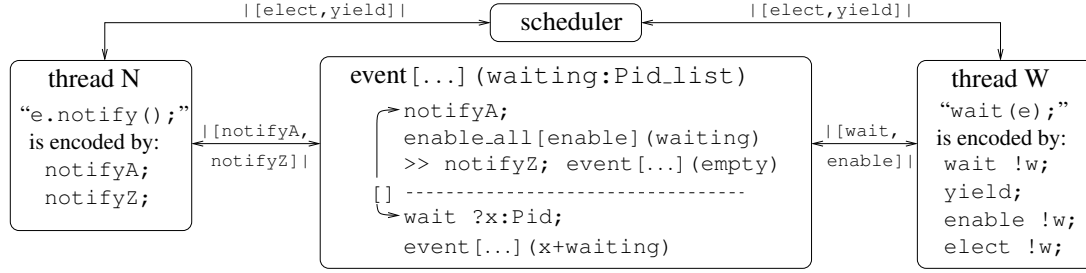 |[elect,yield]|
scheduler
|[elect,yield]|
thread N
“e.notify();”
is encoded by:
notifyA;
notifyZ;
|[notifyA,
notifyZ]|
event[...](waiting:Pid_list)
notifyA;
enable_all[enable](waiting)
>> notifyZ; event[...](empty)
[] ----------------------------------
wait ?x:Pid;
event[...](x+waiting)
|[wait,
enable]|
thread W
“wait(e);”
is encoded by:
wait !w;
yield;
enable !w;
elect !w;